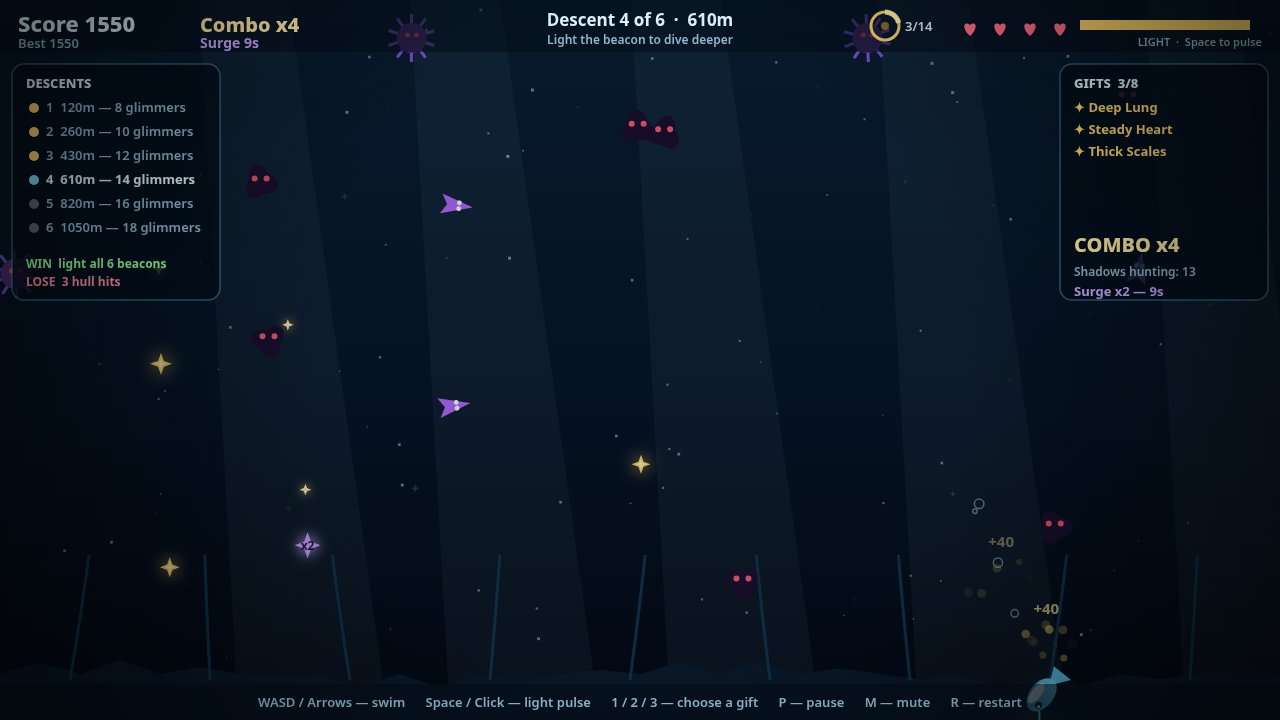 Score 1550
Best 1550
Combo x4
Surge 9s
Descent 4 of 6 · 610m
Light the beacon to dive deeper
3/14
LIGHT · Space to pulse
DESCENTS
1 120m — 8 glimmers
2 260m — 10 glimmers
3 430m — 12 glimmers
4 610m — 14 glimmers
5 820m — 16 glimmers
6 1050m — 18 glimmers
WIN light all 6 beacons
LOSE 3 hull hits
GIFTS 3/8
Deep Lung
Steady Heart
Thick Scales
COMBO x4
Shadows hunting: 13
Surge x2 — 9s
x2
+40
+40
WASD / Arrows — swim Space / Click — light pulse 1 / 2 / 3 — choose a gift P — pause M — mute R — restart